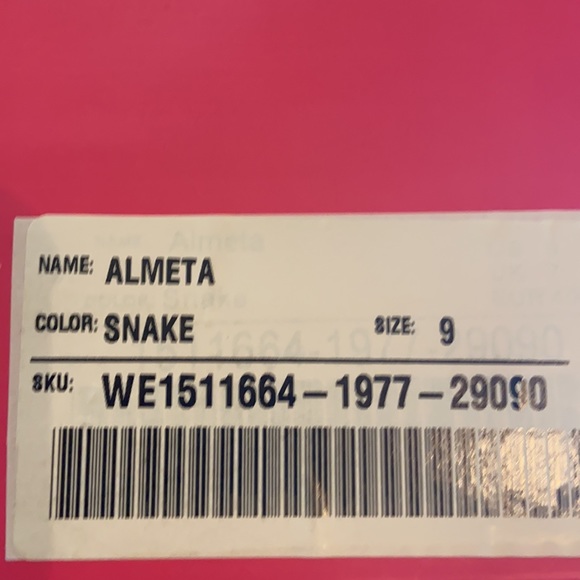 NAME: ALMETA
COLOR: SNAKE SIZE: 9
SKU: WE1511664-1977-29090